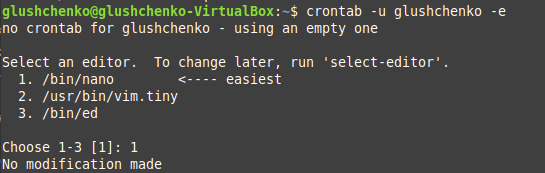 glushchenko@glushchenko-VirtualBox:~$ crontab -u glushchenko -e
no crontab for glushchenko - using an empty one

Select an editor.  To change later, run 'select-editor'.
  1. /bin/nano        <---- easiest
  2. /usr/bin/vim.tiny
  3. /bin/ed

Choose 1-3 [1]: 1
No modification made